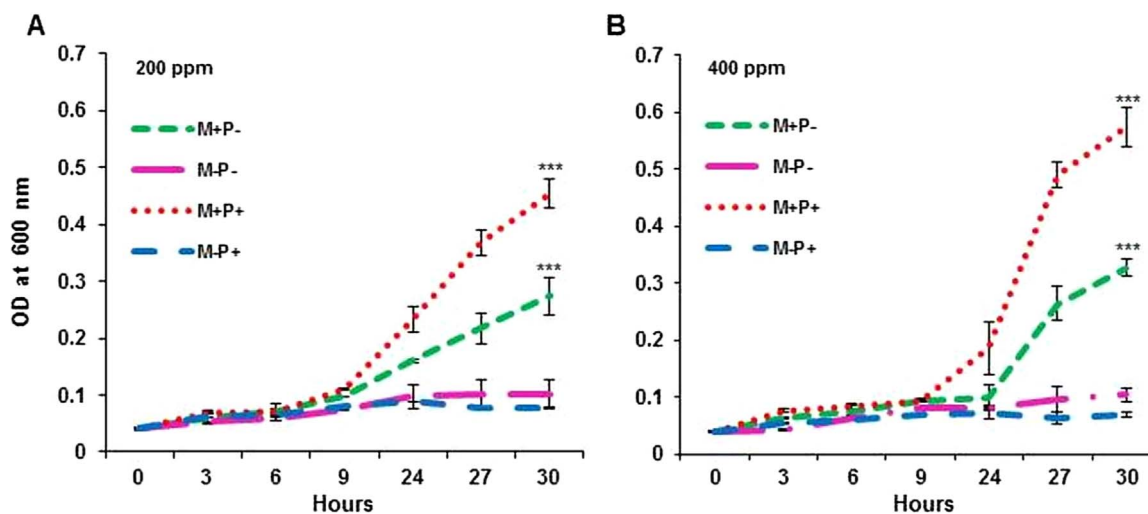 A
0.7
0.6
0.5
0.4
0.3
0.2
0.1
0
OD at 600 nm
200 ppm
M+P-
M-P-
M+P+
M-P+
***
***
0 3 6 9 24 27 30
Hours
B
0.7
0.6
0.5
0.4
0.3
0.2
0.1
0
400 ppm
M+P-
M-P-
M+P+
M-P+
***
***
0 3 6 9 24 27 30
Hours